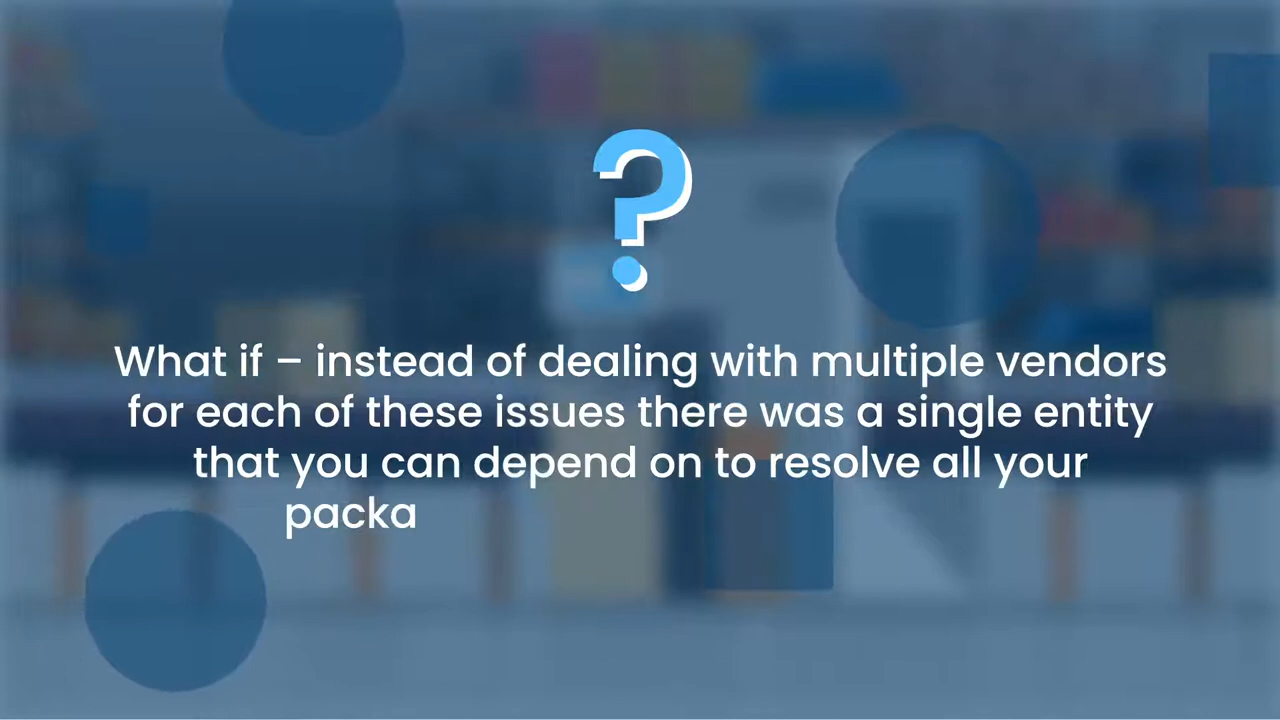 ?
What if – instead of dealing with multiple vendors
for each of these issues there was a single entity
that you can depend on to resolve all your
packa